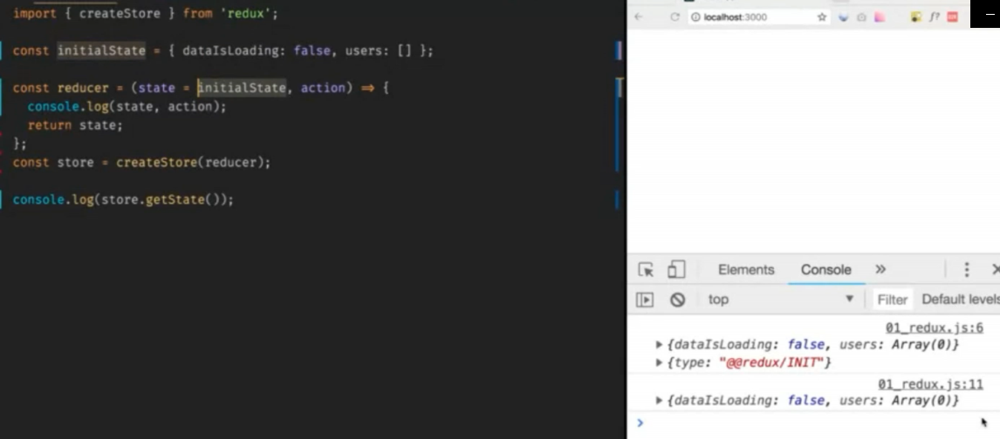 import { createStore } from 'redux';
const initialState = { dataIsLoading: false, users: [] };
const reducer = (state = initialState, action) ⇒ {
console.log(state, action);
return state;
};
const store = createStore(reducer);
console.log(store.getState());
localhost:3000
f?
Elements Console »
top Filter Default levels
01_redux.js:6
{dataIsLoading: false, users: Array(0)}
{type: "@@redux/INIT"}
01_redux.js:11
{dataIsLoading: false, users: Array(0)}